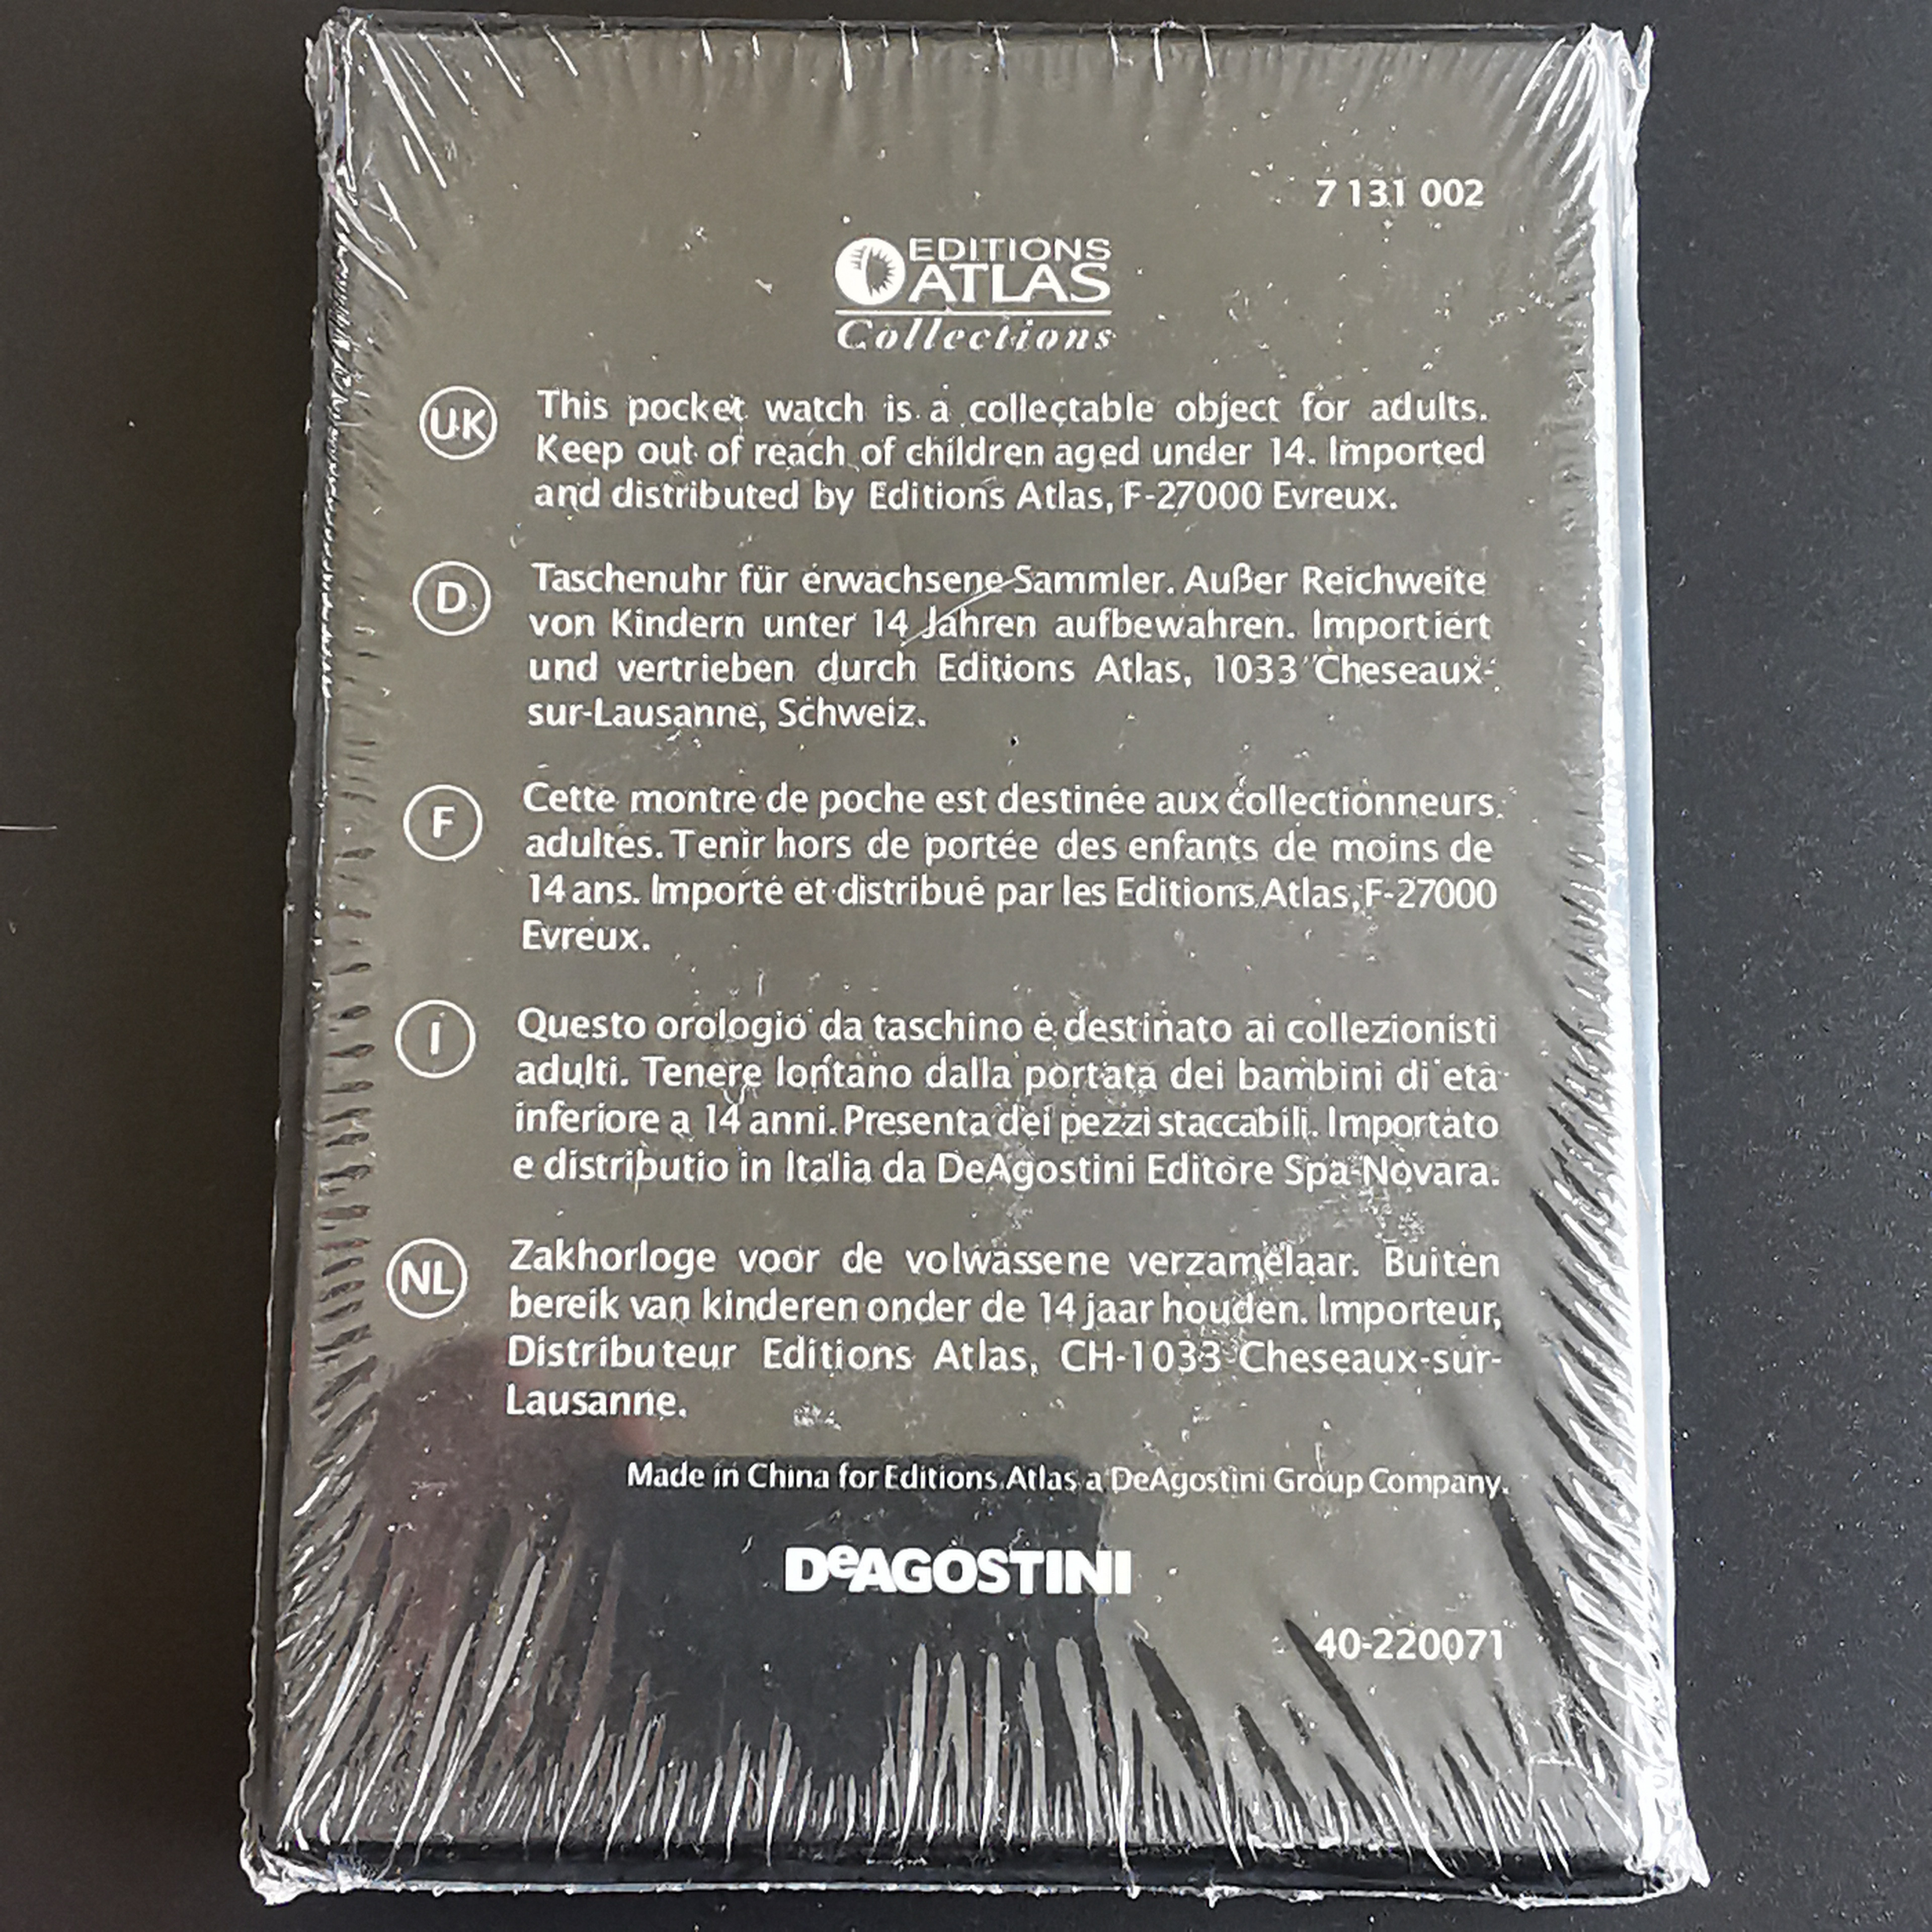 7 131 002
EDITIONS
ATLAS
Collections
UK
This pocket watch is a collectable object for adults.
Keep out of reach of children aged under 14. Imported
and distributed by Editions Atlas, F-27000 Evreux.
D
Taschenuhr für erwachsene Sammler. Außer Reichweite
von Kindern unter 14 Jahren aufbewahren. Importiert
und vertrieben durch Editions Atlas, 1033 Cheseaux-
sur-Lausanne, Schweiz.
F
Cette montre de poche est destinée aux collectionneurs
adultes. Tenir hors de portée des enfants de moins de
14 ans. Importé et distribué par les Editions Atlas, F-27000
Evreux.
I
Questo orologio da taschino è destinato ai collezionisti
adulti. Tenere lontano dalla portata dei bambini di età
inferiore a 14 anni. Presenta dei pezzi staccabili. Importato
e distributio in Italia da DeAgostini Editore Spa-Novara.
NL
Zakhorloge voor de volwassene verzamelaar. Buiten
bereik van kinderen onder de 14 jaar houden. Importeur,
Distributeur Editions Atlas, CH-1033 Cheseaux-sur-
Lausanne.
Made in China for Editions Atlas a DeAgostini Group Company.
DeAGOSTINI
40-220071